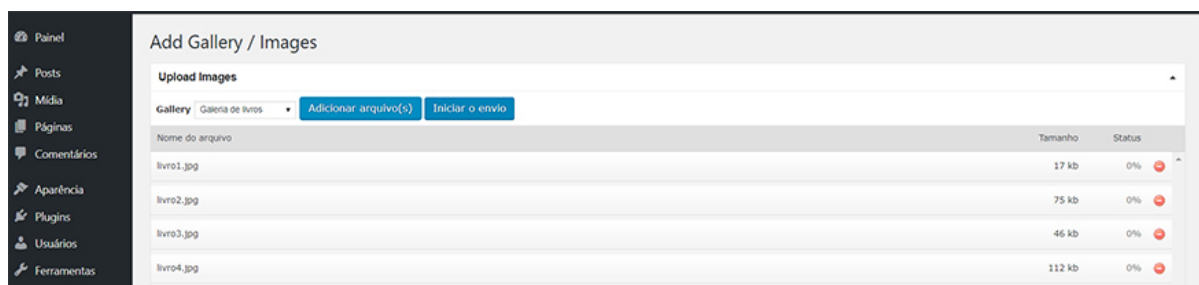 Painel
Posts
Mídia
Páginas
Comentários
Aparência
Plugins
Usuários
Ferramentas
Add Gallery / Images
Upload Images
Gallery Galeria de livros Adicionar arquivo(s) Iniciar o envio
Nome do arquivo Tamanho Status
livro1.jpg 17 kb 0%
livro2.jpg 75 kb 0%
livro3.jpg 46 kb 0%
livro4.jpg 112 kb 0%